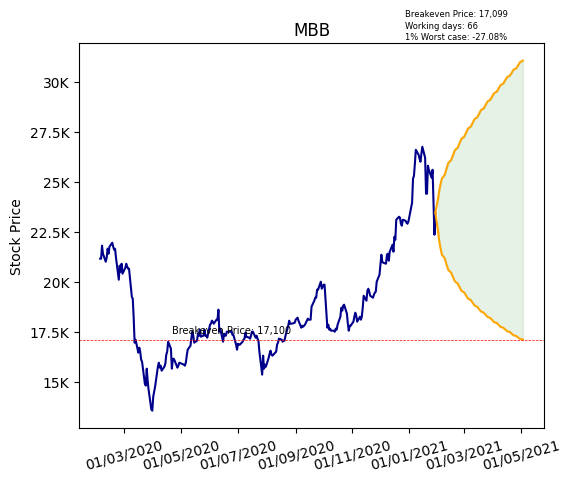 Breakeven Price: 17,099
Working days: 66
1% Worst case: -27.08%
MBB
Stock Price
30K
27.5K
25K
22.5K
20K
17.5K
15K
Breakeven Price: 17,100
01/03/2020
01/05/2020
01/07/2020
01/09/2020
01/11/2020
01/01/2021
01/03/2021
01/05/2021